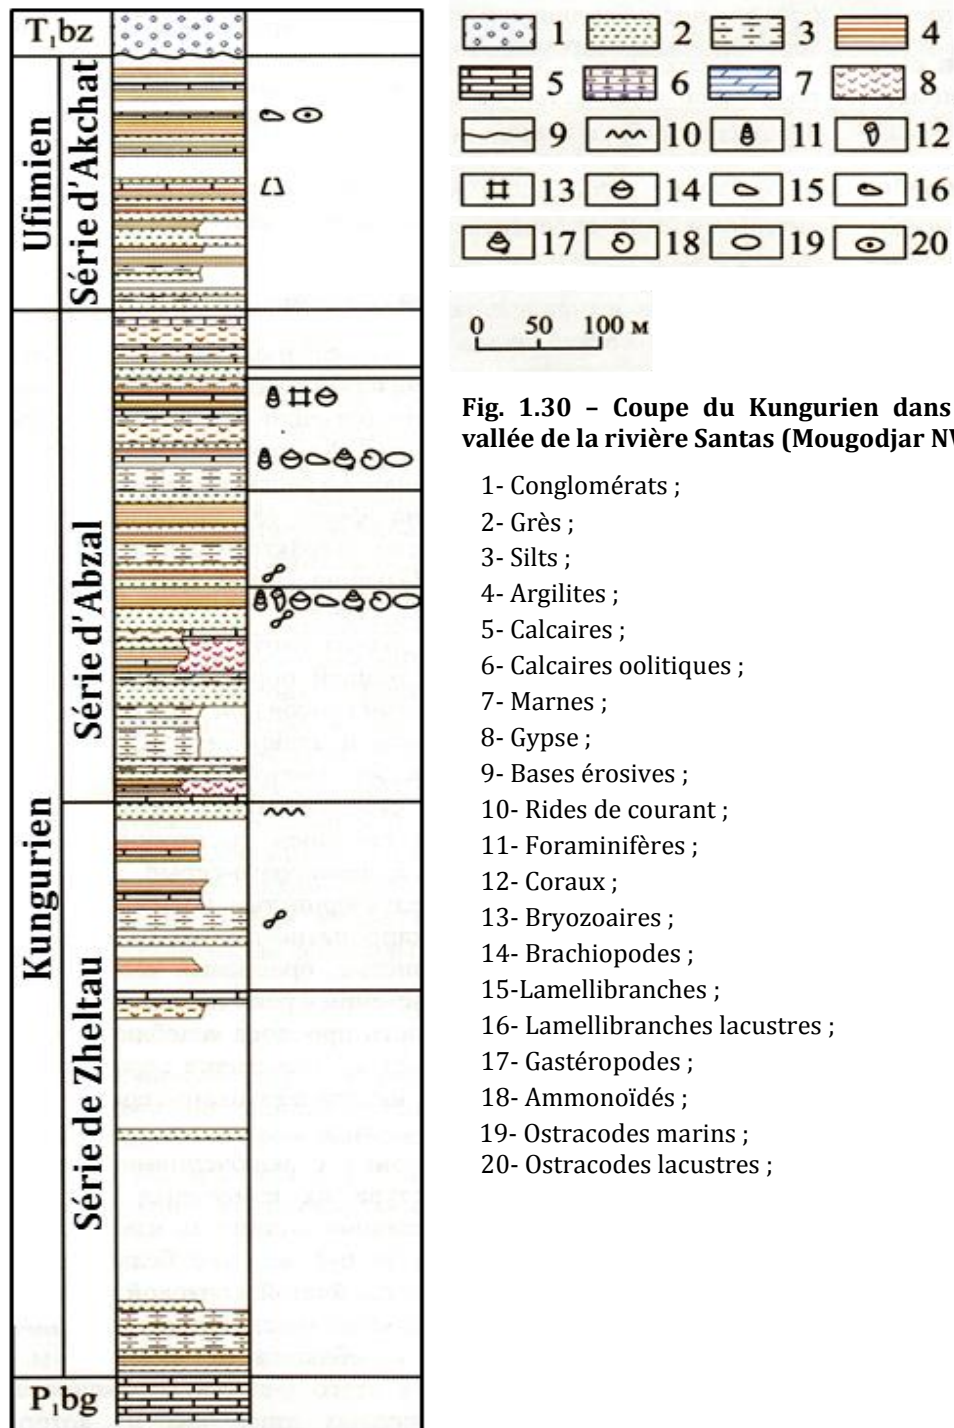 T₁bz
Ufimien
Série d'Akchat
Kungurien
Série d'Abzal
Série de Zheltau
P₁bg
1 2 3 4
5 6 7 8
9 10 11 12
13 14 15 16
17 18 19 20
0 50 100 м
Fig. 1.30 – Coupe du Kungurien dans
vallée de la rivière Santas (Mougodjar NW
1- Conglomérats ;
2- Grès ;
3- Silts ;
4- Argilites ;
5- Calcaires ;
6- Calcaires oolitiques ;
7- Marnes ;
8- Gypse ;
9- Bases érosives ;
10- Rides de courant ;
11- Foraminifères ;
12- Coraux ;
13- Bryozoaires ;
14- Brachiopodes ;
15-Lamellibranches ;
16- Lamellibranches lacustres ;
17- Gastéropodes ;
18- Ammonoïdés ;
19- Ostracodes marins ;
20- Ostracodes lacustres ;